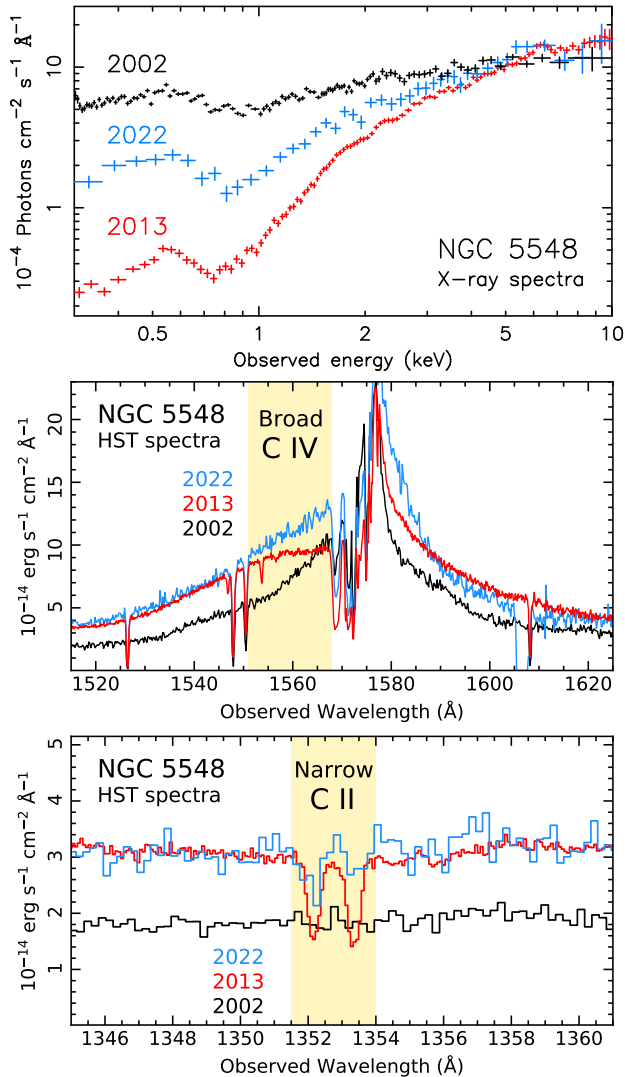 10
1
10⁻⁴ Photons cm⁻² s⁻¹ Å⁻¹
2002
2022
2013
NGC 5548
X−ray spectra
0.5 1 2 5 10
Observed energy (keV)
20
15
10
5
10⁻¹⁴ erg s⁻¹ cm⁻² Å⁻¹
NGC 5548
HST spectra
Broad
C IV
2022
2013
2002
1520 1540 1560 1580 1600 1620
Observed Wavelength (Å)
5
4
3
2
1
10⁻¹⁴ erg s⁻¹ cm⁻² Å⁻¹
NGC 5548
HST spectra
Narrow
C II
2022
2013
2002
1346 1348 1350 1352 1354 1356 1358 1360
Observed Wavelength (Å)